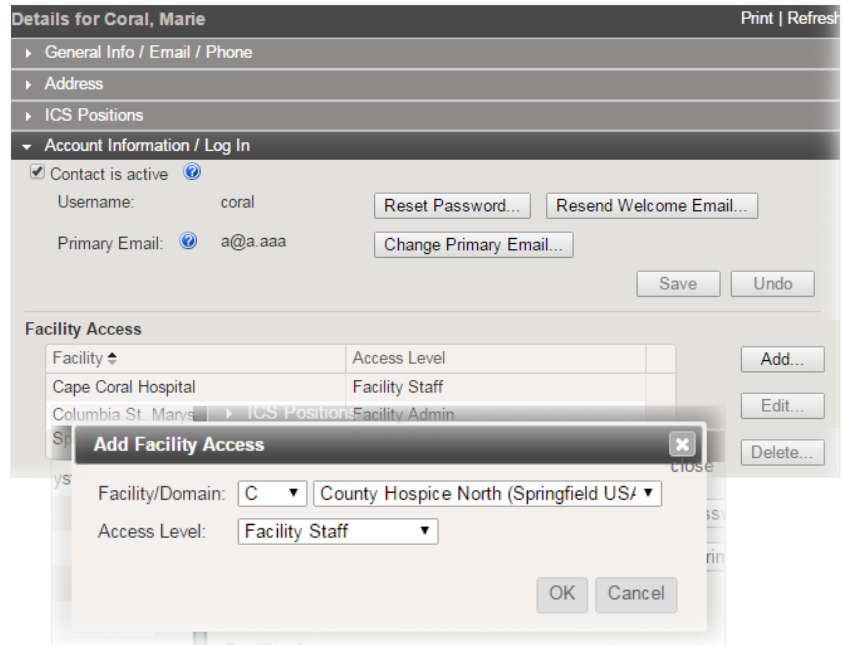 Details for Coral, Marie
Print | Refresh
General Info / Email / Phone
Address
ICS Positions
Account Information / Log In
Contact is active
Username: coral Reset Password... Resend Welcome Email...
Primary Email: a@a.aaa Change Primary Email...
Save Undo
Facility Access
Facility Access Level
Add...
Cape Coral Hospital Facility Staff
Columbia St. Marys Facility Admin
ICS Positions
Edit...
Delete...
Add Facility Access
close
Facility/Domain: C County Hospice North (Springfield USA
Access Level: Facility Staff
OK Cancel